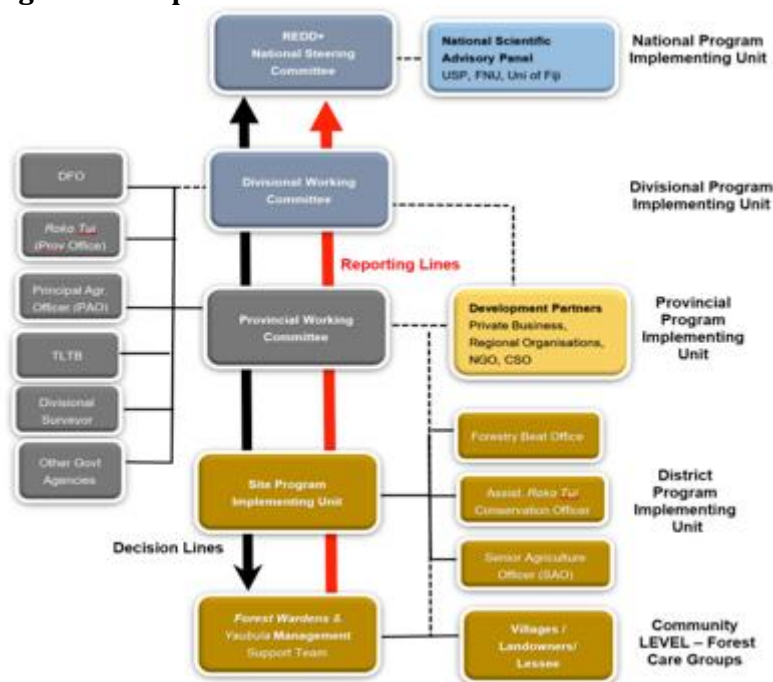 REDD+
National Steering
Committee
National Scientific
Advisory Panel
USP, FNU, Uni of Fiji
National Program
Implementing Unit
DFO
Divisional Working
Committee
Divisional Program
Implementing Unit
Roko Tui
(Prov Office)
Reporting Lines
Principal Agr.
Officer (PAO)
Provincial Working
Committee
Development Partners
Private Business,
Regional Organisations,
NGO, CSO
Provincial
Program
Implementing
Unit
TLTB
Divisional
Surveyor
Other Govt
Agencies
Forestry Beat Office
Site Program
Implementing Unit
Assist. Roko Tui
Conservation Officer
District
Program
Implementing
Unit
Decision Lines
Senior Agriculture
Officer (SAO)
Forest Wardens &
Yaubula Management
Support Team
Villages /
Landowners/
Lessee
Community
LEVEL – Forest
Care Groups